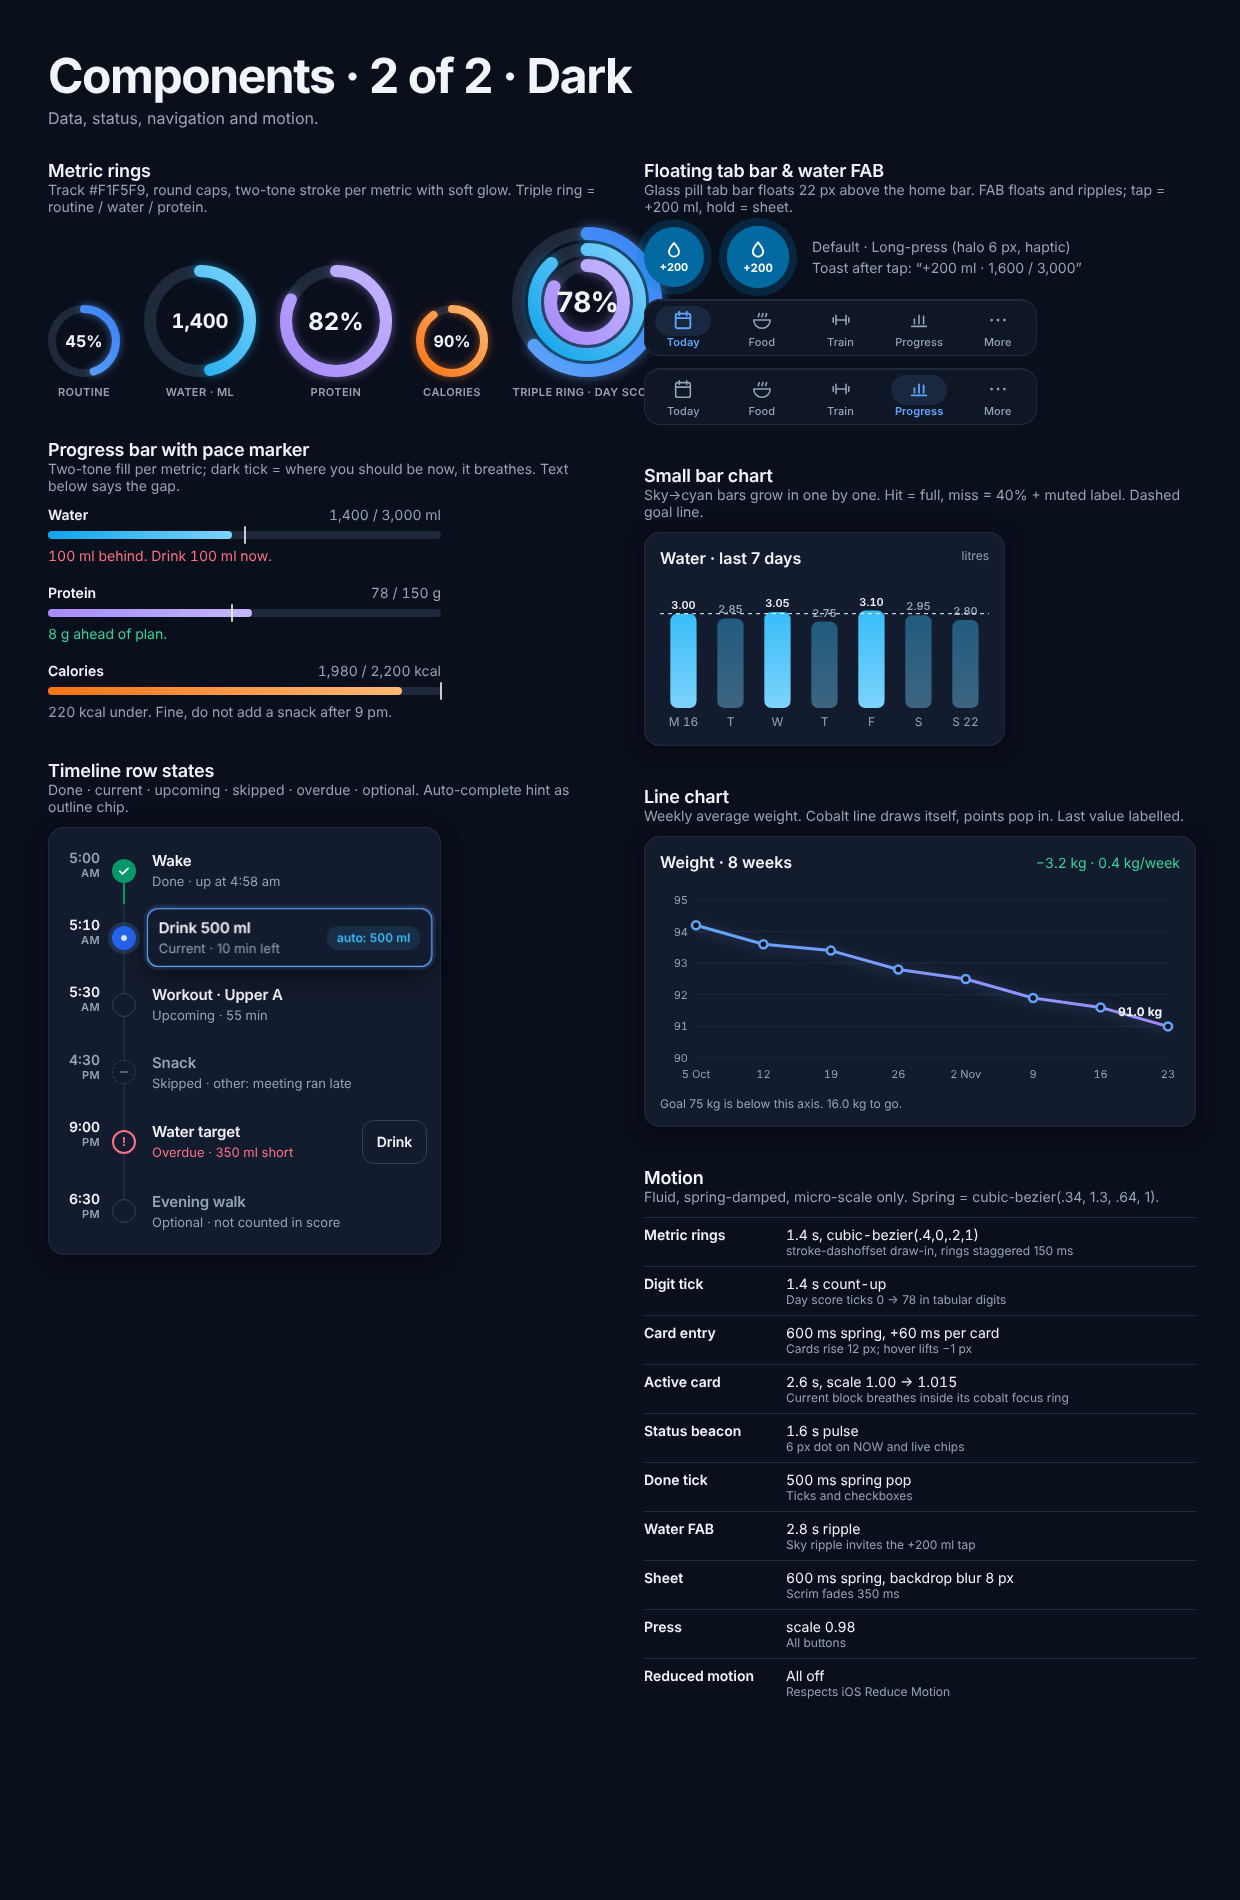 Components · 2 of 2 · Dark
Data, status, navigation and motion.
Metric rings
Track #F1F5F9, round caps, two-tone stroke per metric with soft glow. Triple ring =
routine / water / protein.
45%
1,400
82%
90%
78%
ROUTINE
WATER · ML
PROTEIN
CALORIES
TRIPLE RING · DAY SCO
Progress bar with pace marker
Two-tone fill per metric; dark tick = where you should be now, it breathes. Text
below says the gap.
Water
1,400 / 3,000 ml
100 ml behind. Drink 100 ml now.
Protein
78 / 150 g
8 g ahead of plan.
Calories
1,980 / 2,200 kcal
220 kcal under. Fine, do not add a snack after 9 pm.
Timeline row states
Done · current · upcoming · skipped · overdue · optional. Auto-complete hint as
outline chip.
5:00
AM
Wake
Done · up at 4:58 am
5:10
AM
Drink 500 ml
Current · 10 min left
auto: 500 ml
5:30
AM
Workout · Upper A
Upcoming · 55 min
4:30
PM
Snack
Skipped · other: meeting ran late
9:00
PM
Water target
Overdue · 350 ml short
Drink
6:30
PM
Evening walk
Optional · not counted in score
Floating tab bar & water FAB
Glass pill tab bar floats 22 px above the home bar. FAB floats and ripples; tap =
+200 ml, hold = sheet.
+200
+200
Default · Long-press (halo 6 px, haptic)
Toast after tap: “+200 ml · 1,600 / 3,000”
Today
Food
Train
Progress
More
Today
Food
Train
Progress
More
Small bar chart
Sky→cyan bars grow in one by one. Hit = full, miss = 40% + muted label. Dashed
goal line.
Water · last 7 days
litres
3.00
2.85
3.05
2.75
3.10
2.95
2.80
M 16
T
W
T
F
S
S 22
Line chart
Weekly average weight. Cobalt line draws itself, points pop in. Last value labelled.
Weight · 8 weeks
−3.2 kg · 0.4 kg/week
95
94
93
92
91
90
91.0 kg
5 Oct
12
19
26
2 Nov
9
16
23
Goal 75 kg is below this axis. 16.0 kg to go.
Motion
Fluid, spring-damped, micro-scale only. Spring = cubic-bezier(.34, 1.3, .64, 1).
Metric rings
1.4 s, cubic-bezier(.4,0,.2,1)
stroke-dashoffset draw-in, rings staggered 150 ms
Digit tick
1.4 s count-up
Day score ticks 0 → 78 in tabular digits
Card entry
600 ms spring, +60 ms per card
Cards rise 12 px; hover lifts −1 px
Active card
2.6 s, scale 1.00 → 1.015
Current block breathes inside its cobalt focus ring
Status beacon
1.6 s pulse
6 px dot on NOW and live chips
Done tick
500 ms spring pop
Ticks and checkboxes
Water FAB
2.8 s ripple
Sky ripple invites the +200 ml tap
Sheet
600 ms spring, backdrop blur 8 px
Scrim fades 350 ms
Press
scale 0.98
All buttons
Reduced motion
All off
Respects iOS Reduce Motion